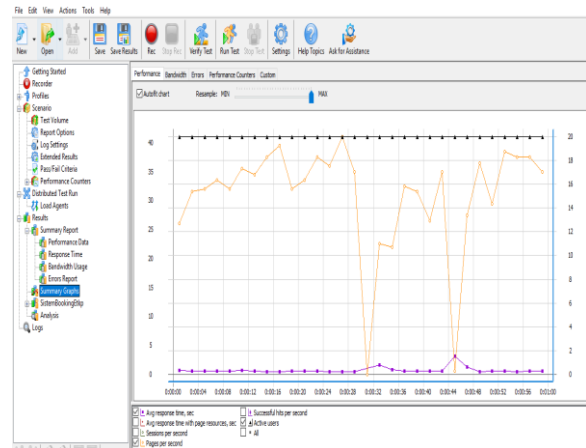 File Edit View Actions Tools Help
New Open Add Save Save Results Rec Stop Rec Verify Test Run Test Stop Test Settings Help Topics Ask for Assistance
Getting Started
Recorder
Profiles
Scenario
Test Volume
Report Options
Log Settings
Extended Results
Pass/Fail Criteria
Performance Counters
Distributed Test Run
Load Agents
Results
Summary Report
Performance Data
Response Time
Bandwidth Usage
Errors Report
Summary Graphs
SistemBookingEtkp
Analysis
Logs
Performance Bandwidth Errors Performance Counters Custom
Autofit chart Resample: MIN MAX
40 20
18
35
16
30 14
25 12
10
20
8
15
6
10
4
5
2
0 0
0:00:00 0:00:04 0:00:08 0:00:12 0:00:16 0:00:20 0:00:24 0:00:28 0:00:32 0:00:36 0:00:40 0:00:44 0:00:48 0:00:52 0:00:56 0:01:00
Avg response time, sec Successful hits per second
Avg response time with page resources, sec Active users
Sessions per second All
Pages per second